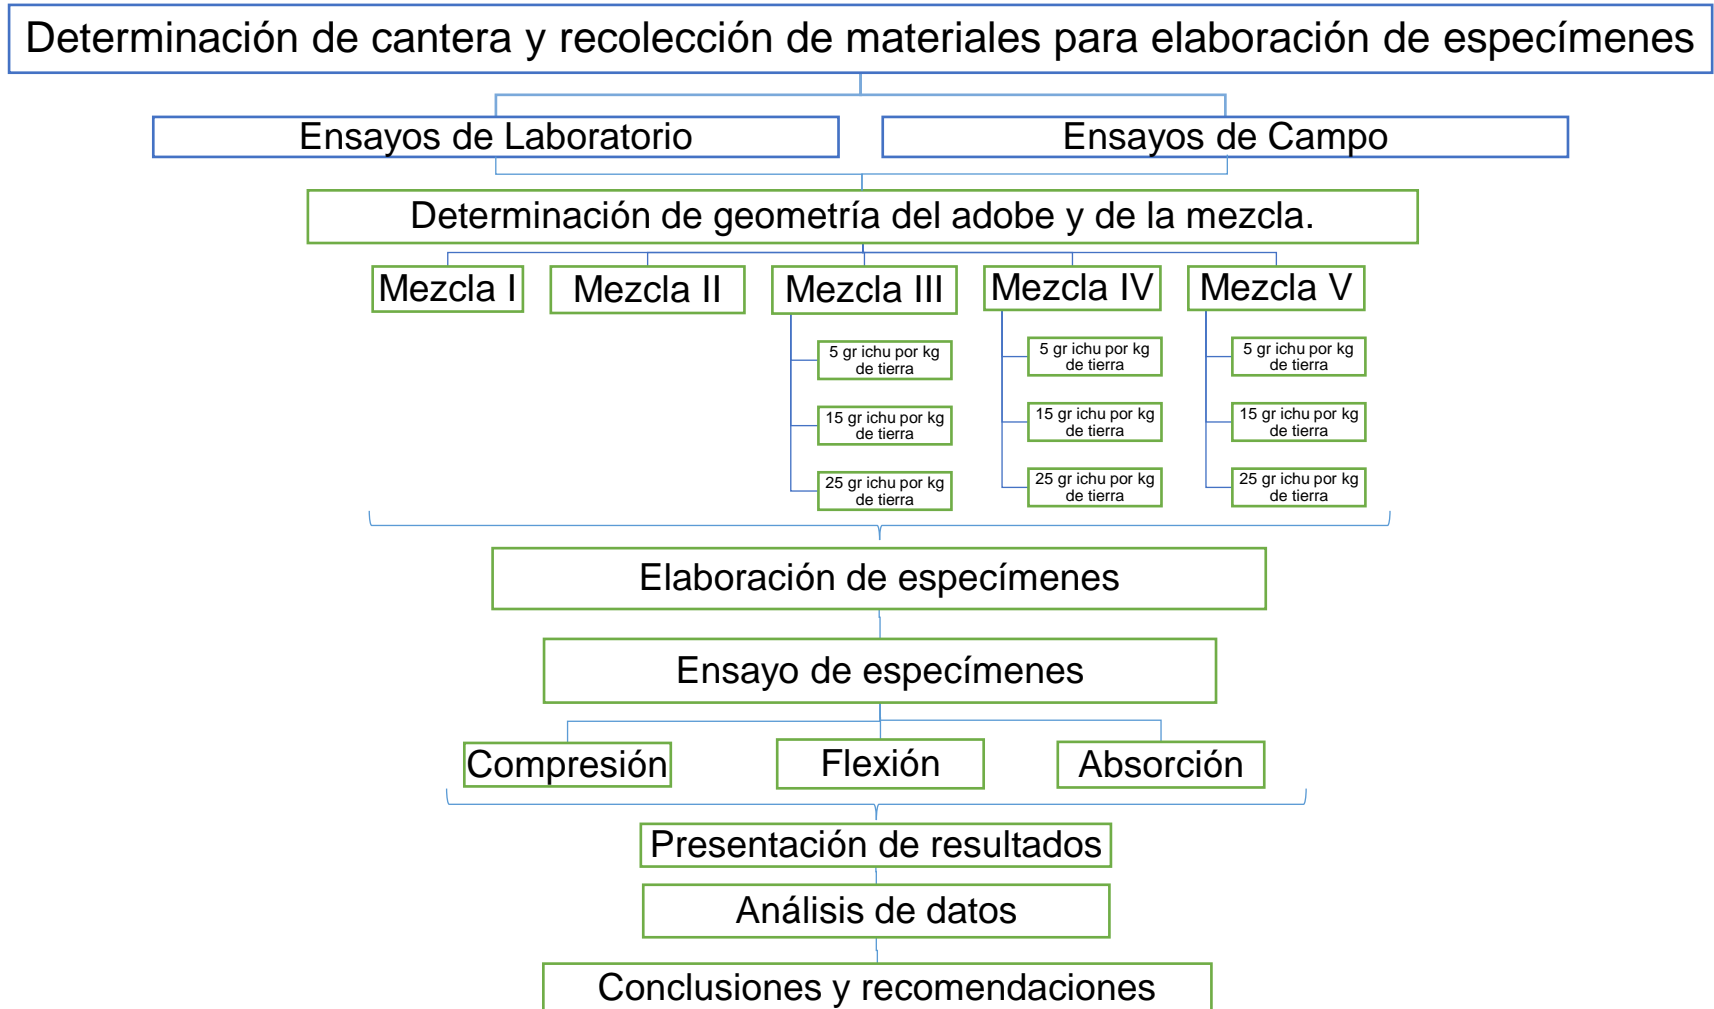 Determinación de cantera y recolección de materiales para elaboración de especímenes
Ensayos de Laboratorio
Ensayos de Campo
Determinación de geometría del adobe y de la mezcla.
Mezcla I
Mezcla II
Mezcla III
Mezcla IV
Mezcla V
5 gr ichu por kg
de tierra
15 gr ichu por kg
de tierra
25 gr ichu por kg
de tierra
5 gr ichu por kg
de tierra
15 gr ichu por kg
de tierra
25 gr ichu por kg
de tierra
5 gr ichu por kg
de tierra
15 gr ichu por kg
de tierra
25 gr ichu por kg
de tierra
Elaboración de especímenes
Ensayo de especímenes
Compresión
Flexión
Absorción
Presentación de resultados
Análisis de datos
Conclusiones y recomendaciones